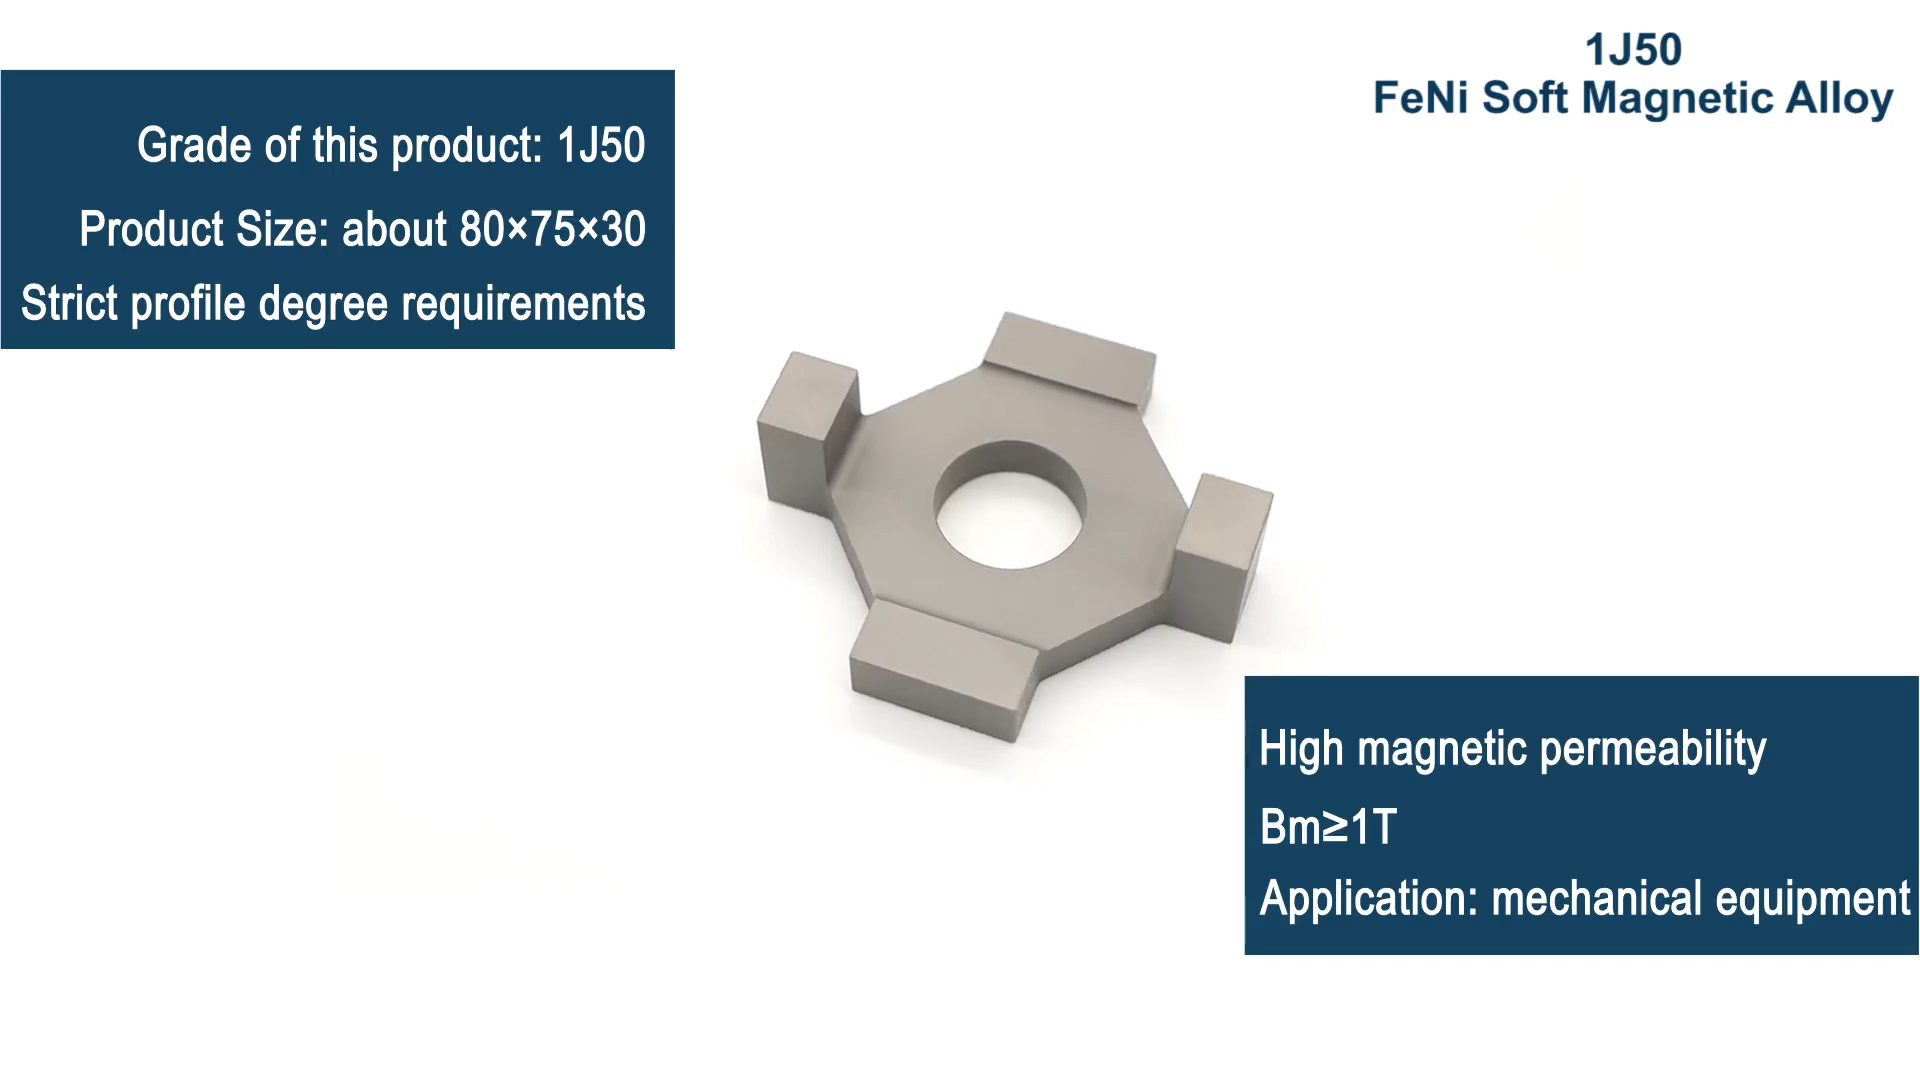 1J50
FeNi Soft Magnetic Alloy
Grade of this product: 1J50
Product Size: about 80×75×30
Strict profile degree requirements
High magnetic permeability
Bm≥1T
Application: mechanical equipment